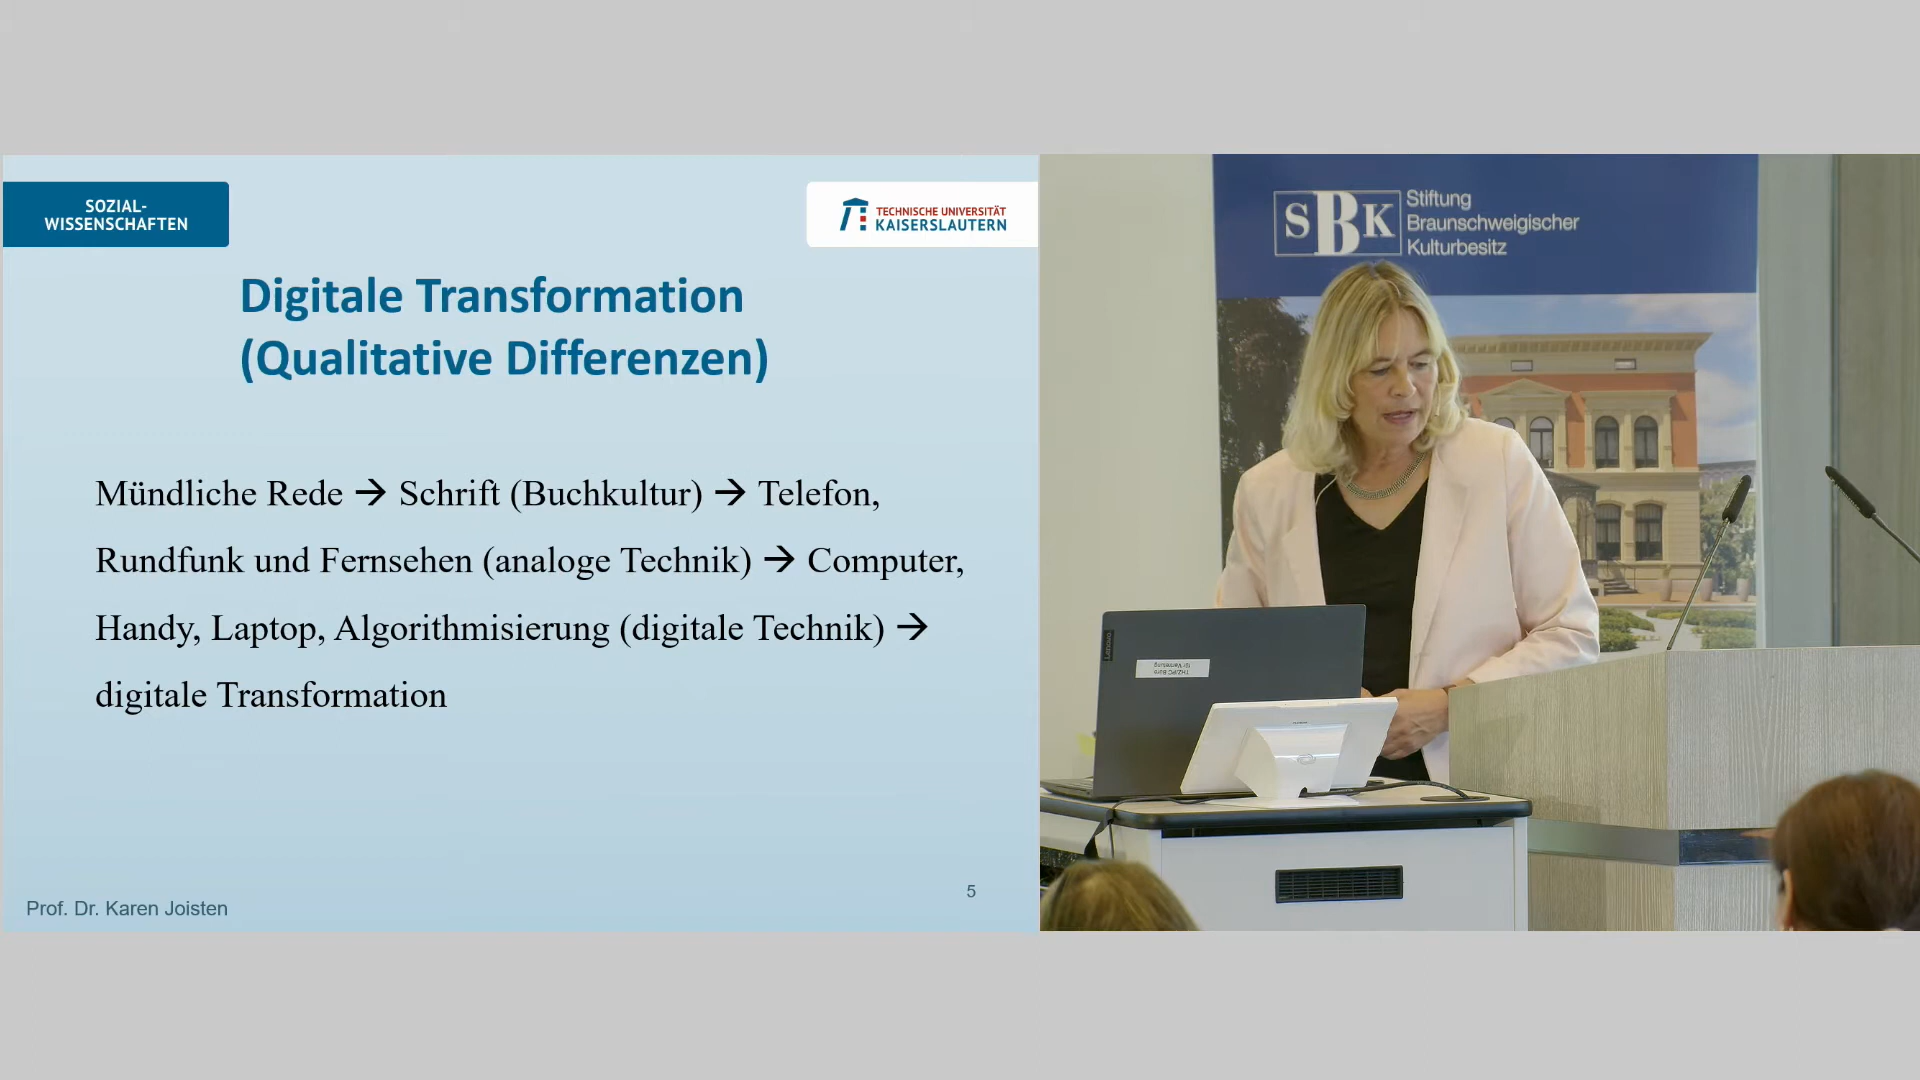 SOZIAL-
WISSENSCHAFTEN
TECHNISCHE UNIVERSITÄT
KAISERSLAUTERN
Digitale Transformation
(Qualitative Differenzen)
Mündliche Rede → Schrift (Buchkultur) → Telefon,
Rundfunk und Fernsehen (analoge Technik) → Computer,
Handy, Laptop, Algorithmisierung (digitale Technik) →
digitale Transformation
Prof. Dr. Karen Joisten
5
SBK
Stiftung
Braunschweigischer
Kulturbesitz
lenovo